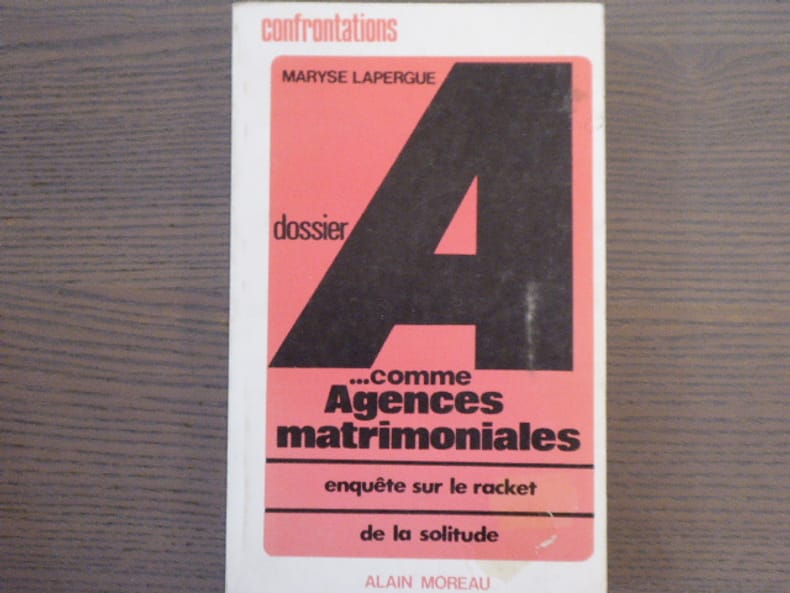 confrontations
MARYSE LAPERGUE
dossier A
...comme
Agences
matrimoniales
enquête sur le racket
de la solitude
ALAIN MOREAU